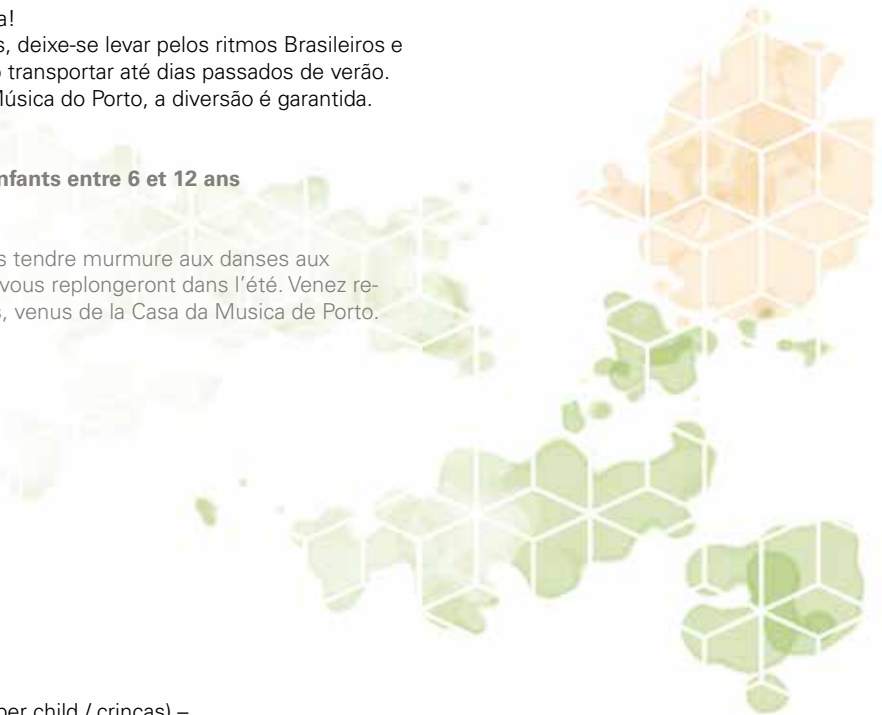 a!
s, deixe-se levar pelos ritmos Brasileiros e
o transportar até dias passados de verão.
Música do Porto, a diversão é garantida.
nfants entre 6 et 12 ans
s tendre murmure aux danses aux
vous replongeront dans l’été. Venez re-
s, venus de la Casa da Musica de Porto.
per child / crinças) –